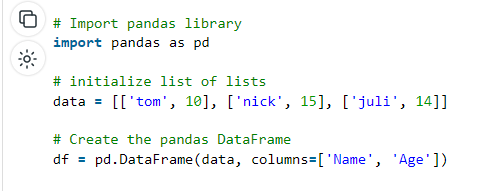 # Import pandas library
import pandas as pd
# initialize list of lists
data = [['tom', 10], ['nick', 15], ['juli', 14]]
# Create the pandas DataFrame
df = pd.DataFrame(data, columns=['Name', 'Age'])